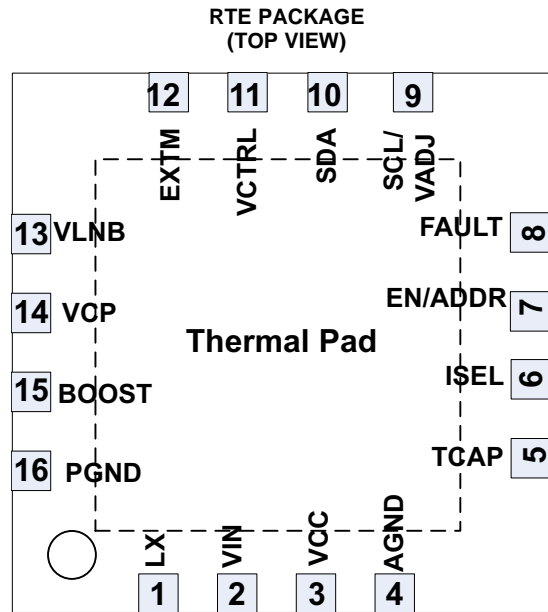 RTE PACKAGE
(TOP VIEW)
12 11 10 9
EXTM VCTRL SDA SCL/
VADJ
13 VLNB
FAULT 8
14 VCP
EN/ADDR 7
Thermal Pad
15 BOOST
ISEL 6
16 PGND
TCAP 5
LX VIN VCC AGND
1 2 3 4